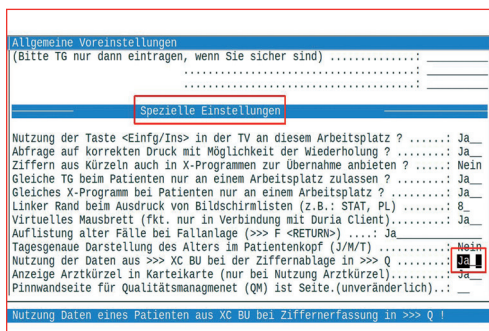 Allgemeine Voreinstellungen
(Bitte TG nur dann eintragen, wenn Sie sicher sind) ..............: ________
...................................: ________
...................................: ________
Spezielle Einstellungen
Nutzung der Taste <Einfg/Ins> in der TV an diesem Arbeitsplatz ? ......: Ja__
Abfrage auf korrekten Druck mit Möglichkeit der Wiederholung ? ........: Ja__
Ziffern aus Kürzeln auch in X-Programmen zur Übernahme anbieten ? .....: Nein
Gleiche TG beim Patienten nur an einem Arbeitsplatz zulassen ? ........: Ja__
Gleiches X-Programm bei Patienten nur an einem Arbeitsplatz ? .........: Ja__
Linker Rand beim Ausdruck von Bildschirmlisten (z.B.: STAT, PL) .......: 8_
Virtuelles Mausbrett (fkt. nur in Verbindung mit Duria Client).........: Ja__
Auflistung alter Fälle bei Fallanlage (>>> F <RETURN>) ....: Ja________
Tagesgenaue Darstellung des Alters im Patientenkopf (J/M/T) ...........: Nein
Nutzung der Daten aus >>> XC BU bei der Ziffernablage in >>> Q ........: Ja__
Anzeige Arztkürzel in Karteikarte (nur bei Nutzung Arztkürzel).........: Ja__
Pinnwandseite für Qualitätsmanagmenet (QM) ist Seite.(unveränderlich)..: __
Nutzung Daten eines Patienten aus XC BU bei Ziffernerfassung in >>> Q !